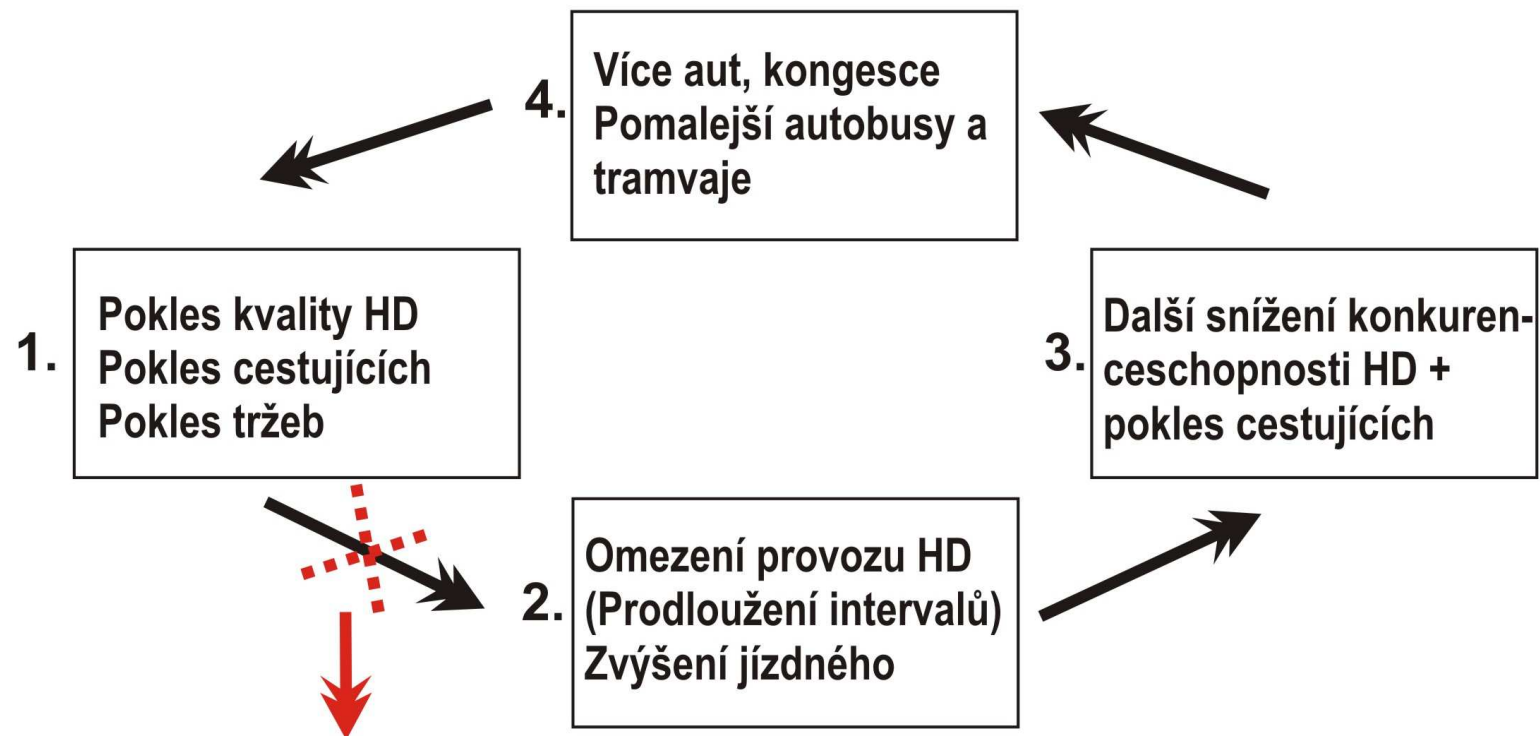 4.
Více aut, kongesce
Pomalejší autobusy a
tramvaje
1.
Pokles kvality HD
Pokles cestujících
Pokles tržeb
3.
Další snížení konkuren-
ceschopnosti HD +
pokles cestujících
2.
Omezení provozu HD
(Prodloužení intervalů)
Zvýšení jízdného